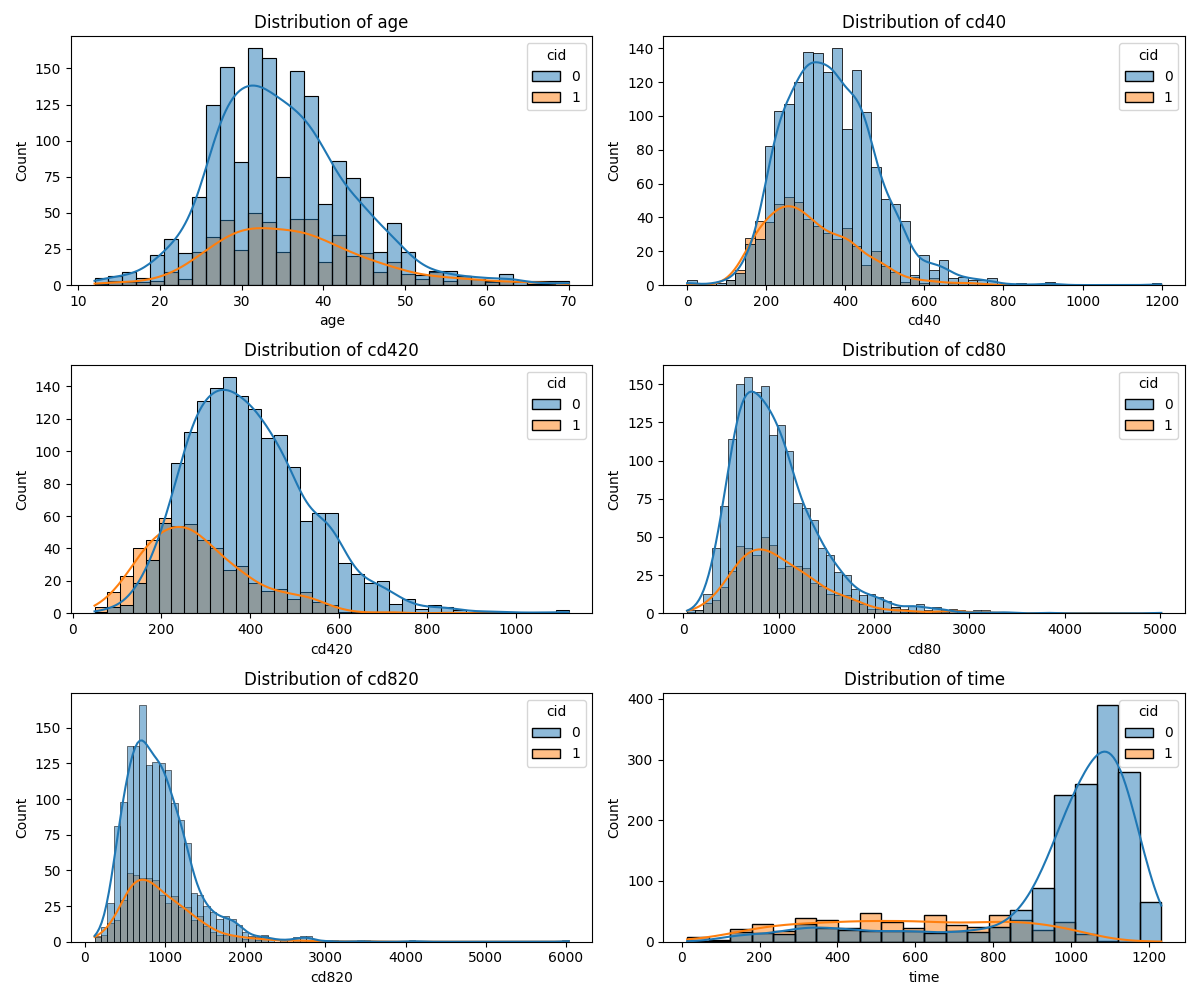 Distribution of age
Count
150
125
100
75
50
25
0
10 20 30 40 50 60 70
age
cid
0
1
Distribution of cd40
Count
140
120
100
80
60
40
20
0
0 200 400 600 800 1000 1200
cd40
cid
0
1
Distribution of cd420
Count
140
120
100
80
60
40
20
0
0 200 400 600 800 1000
cd420
cid
0
1
Distribution of cd80
Count
150
125
100
75
50
25
0
0 1000 2000 3000 4000 5000
cd80
cid
0
1
Distribution of cd820
Count
150
125
100
75
50
25
0
0 1000 2000 3000 4000 5000 6000
cd820
cid
0
1
Distribution of time
Count
400
300
200
100
0
0 200 400 600 800 1000 1200
time
cid
0
1